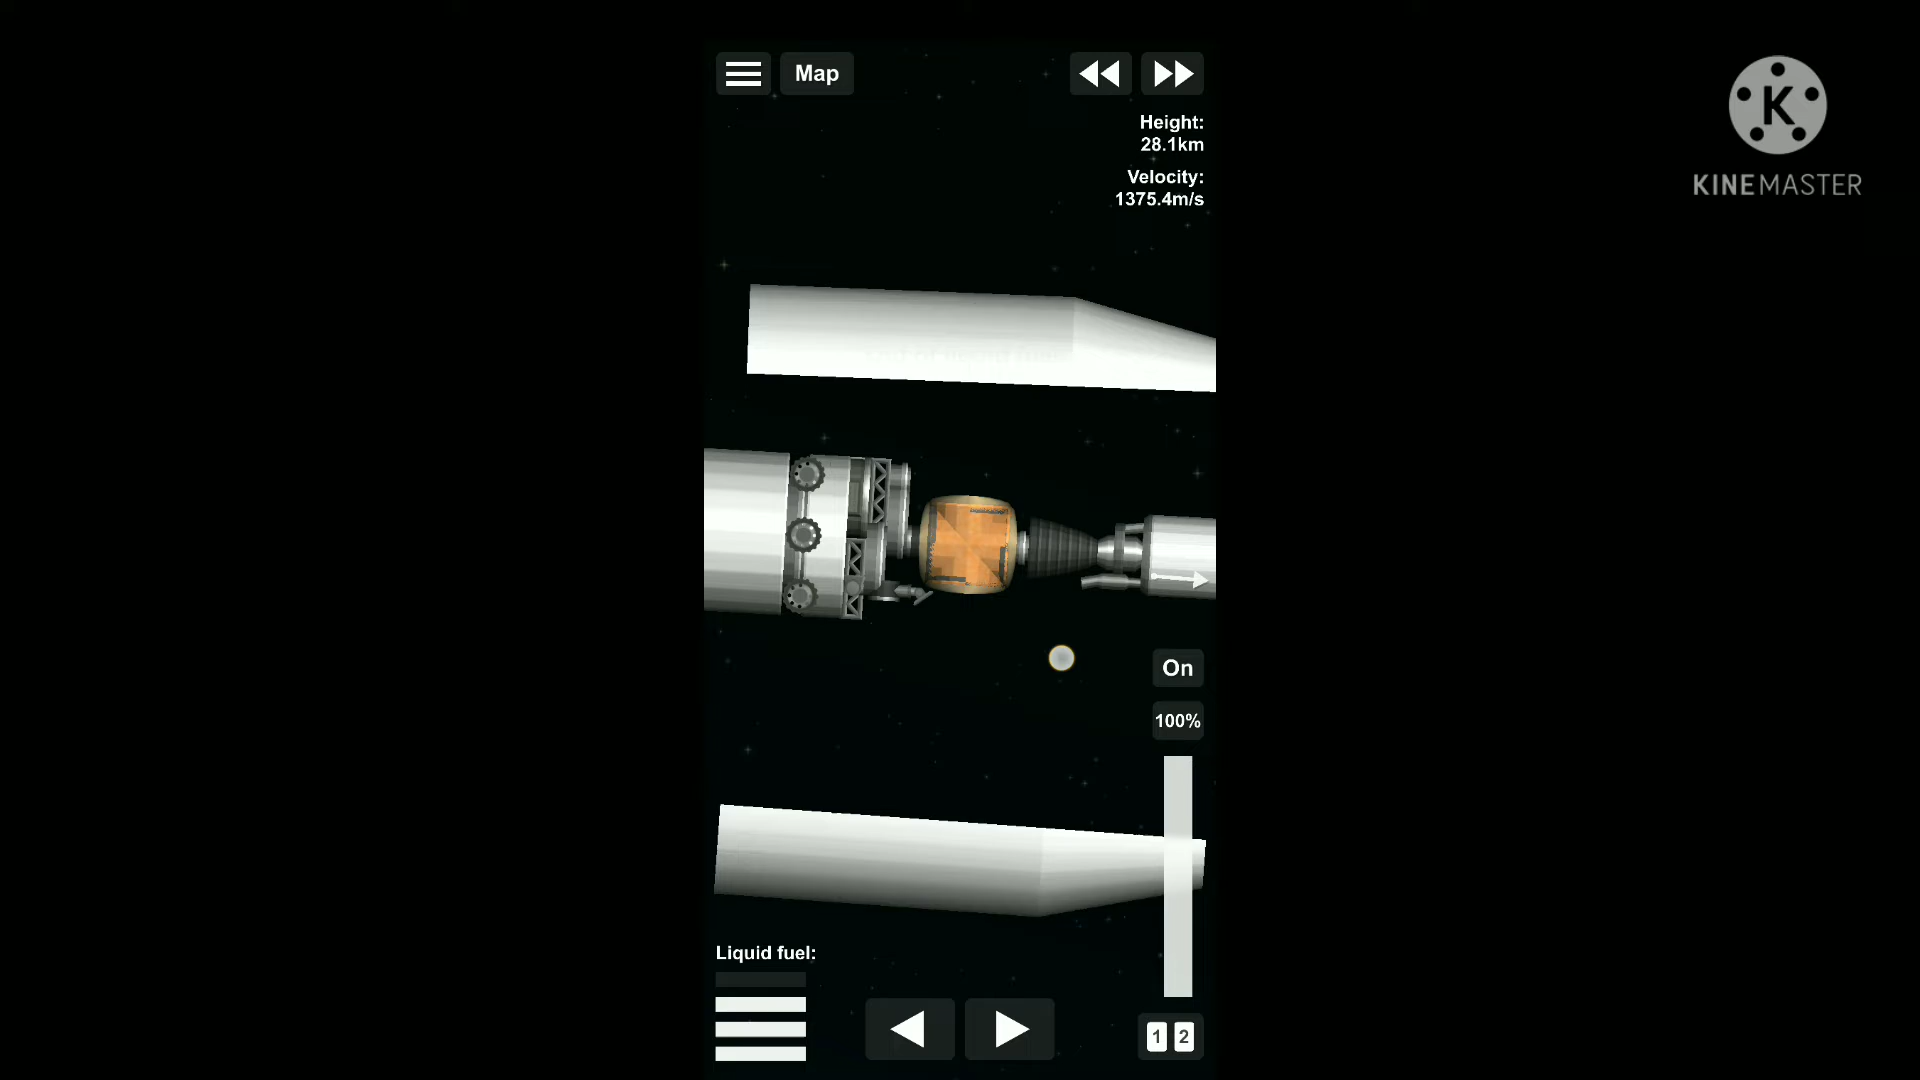 Map
Height:
28.1km
Velocity:
1375.4m/s
K
KINEMASTER
On
100%
Liquid fuel:
1 2